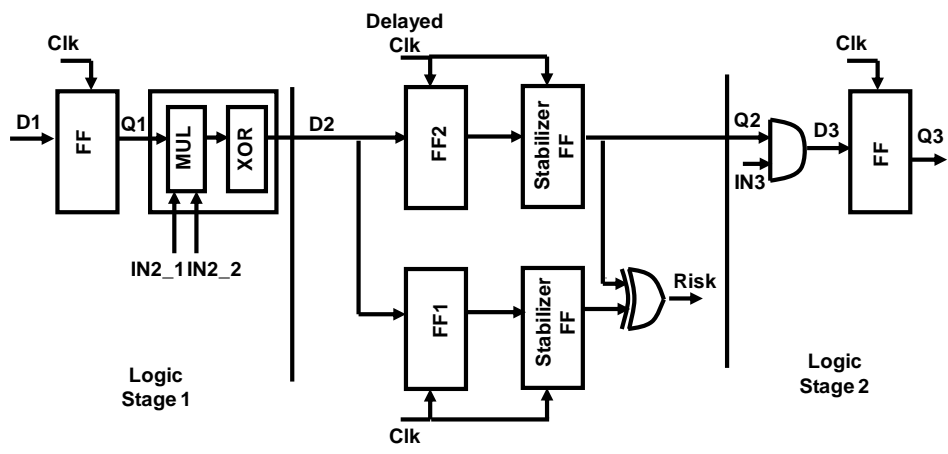 Delayed
Clk
Clk
Clk
D1
FF
Q1
MUL
XOR
D2
FF2
Stabilizer
FF
Q2
IN3
D3
FF
Q3
IN2_1 IN2_2
FF1
Stabilizer
FF
Risk
Logic
Stage 1
Logic
Stage 2
Clk